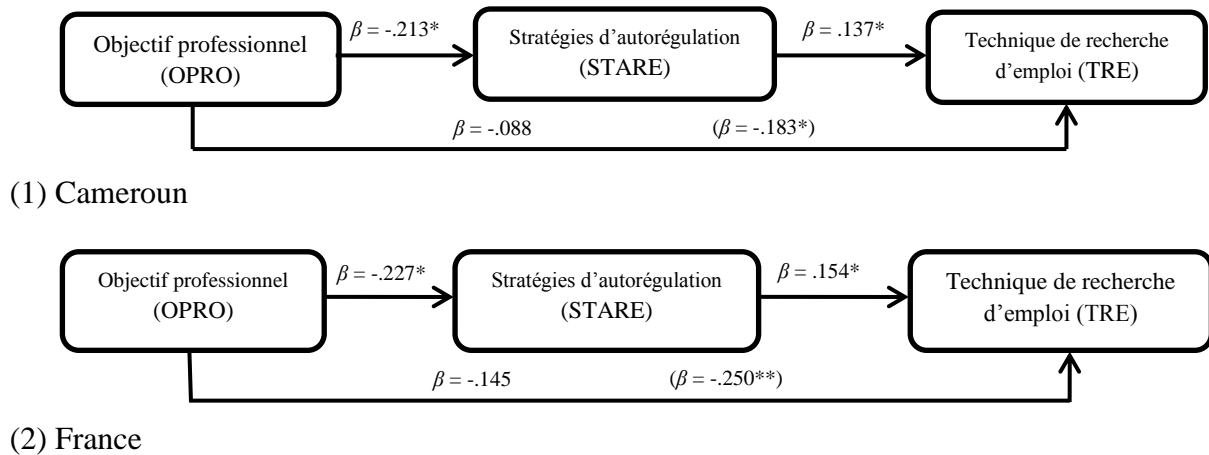 β = -.213*
β = .137*
Objectif professionnel
(OPRO)
Stratégies d'autorégulation
(STARE)
Technique de recherche
d'emploi (TRE)
β = -.088
(β = -.183*)
(1) Cameroun
β = -.227*
β = .154*
Objectif professionnel
(OPRO)
Stratégies d'autorégulation
(STARE)
Technique de recherche
d'emploi (TRE)
β = -.145
(β = -.250**)
(2) France